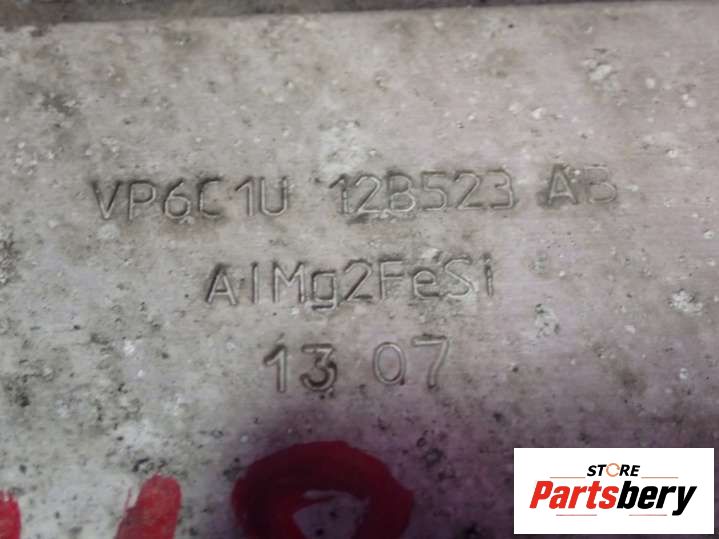 VP6C1U 12B523 AB
AlMg2FeSi
13 07
STORE
Partsbery